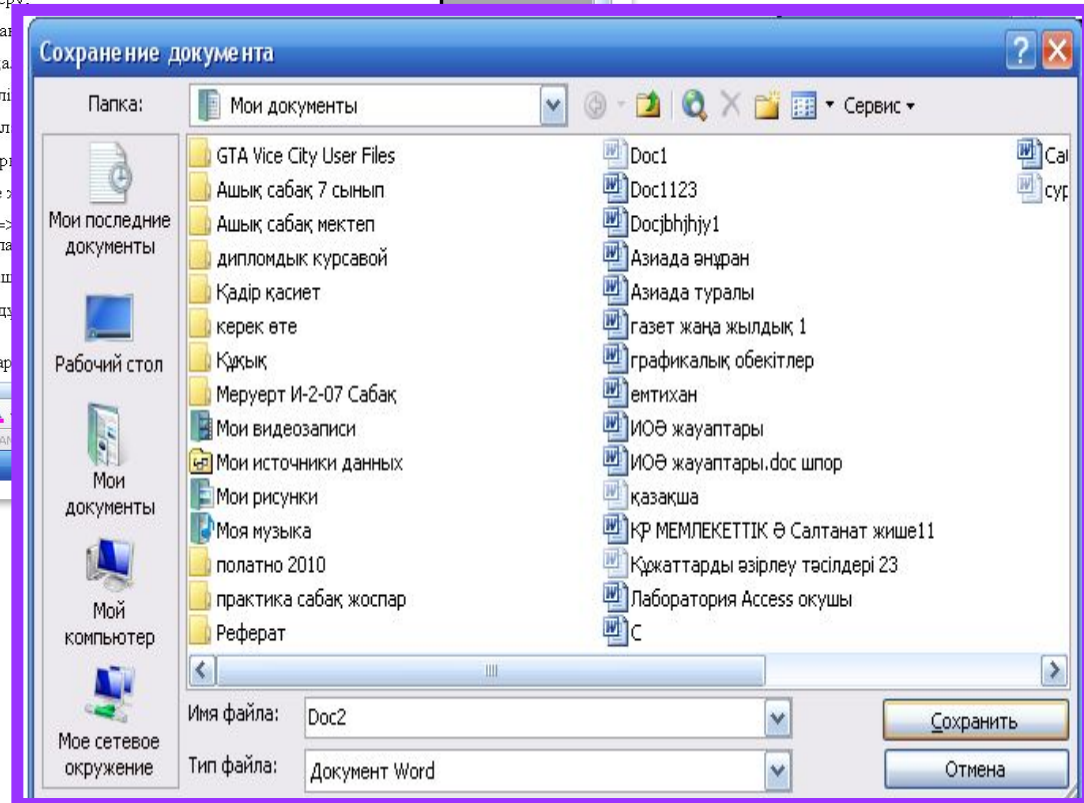 Сохранение документа
Папка:
Мои документы
Сервис
Мои последние
документы
Рабочий стол
Мои
документы
Мой
компьютер
Мое сетевое
окружение
GTA Vice City User Files
Ашық сабақ 7 сынып
Ашық сабақ мектеп
дипломдык курсавой
Қадір қасиет
керек өте
Құқық
Меруерт И-2-07 Сабақ
Мои видеозаписи
Мои источники данных
Мои рисунки
Моя музыка
полатно 2010
практика сабақ жоспар
Реферат
Doc1
Doc1123
Docjbhjhjy1
Азиада әнұран
Азиада туралы
газет жаңа жылдық 1
графикалық обекітлер
емтихан
ИОӘ жауаптары
ИОӘ жауаптары.doc шпор
қазақша
ҚР МЕМЛЕКЕТТІК Ә Салтанат жише11
Құжаттарды әзірлеу тәсілдері 23
Лаборатория Access окушы
С
Имя файла:
Doc2
Сохранить
Тип файла:
Документ Word
Отмена